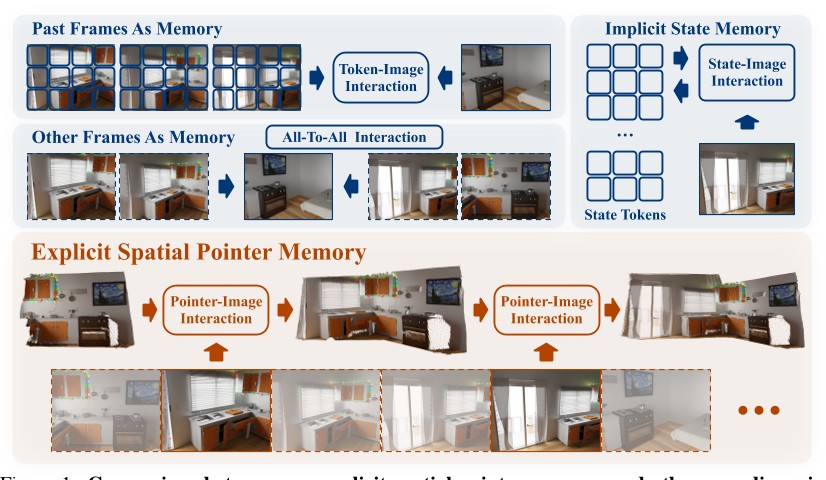 Past Frames As Memory
Token-Image
Interaction
Other Frames As Memory
All-To-All Interaction
Implicit State Memory
State-Image
Interaction
...
State Tokens
Explicit Spatial Pointer Memory
Pointer-Image
Interaction
Pointer-Image
Interaction